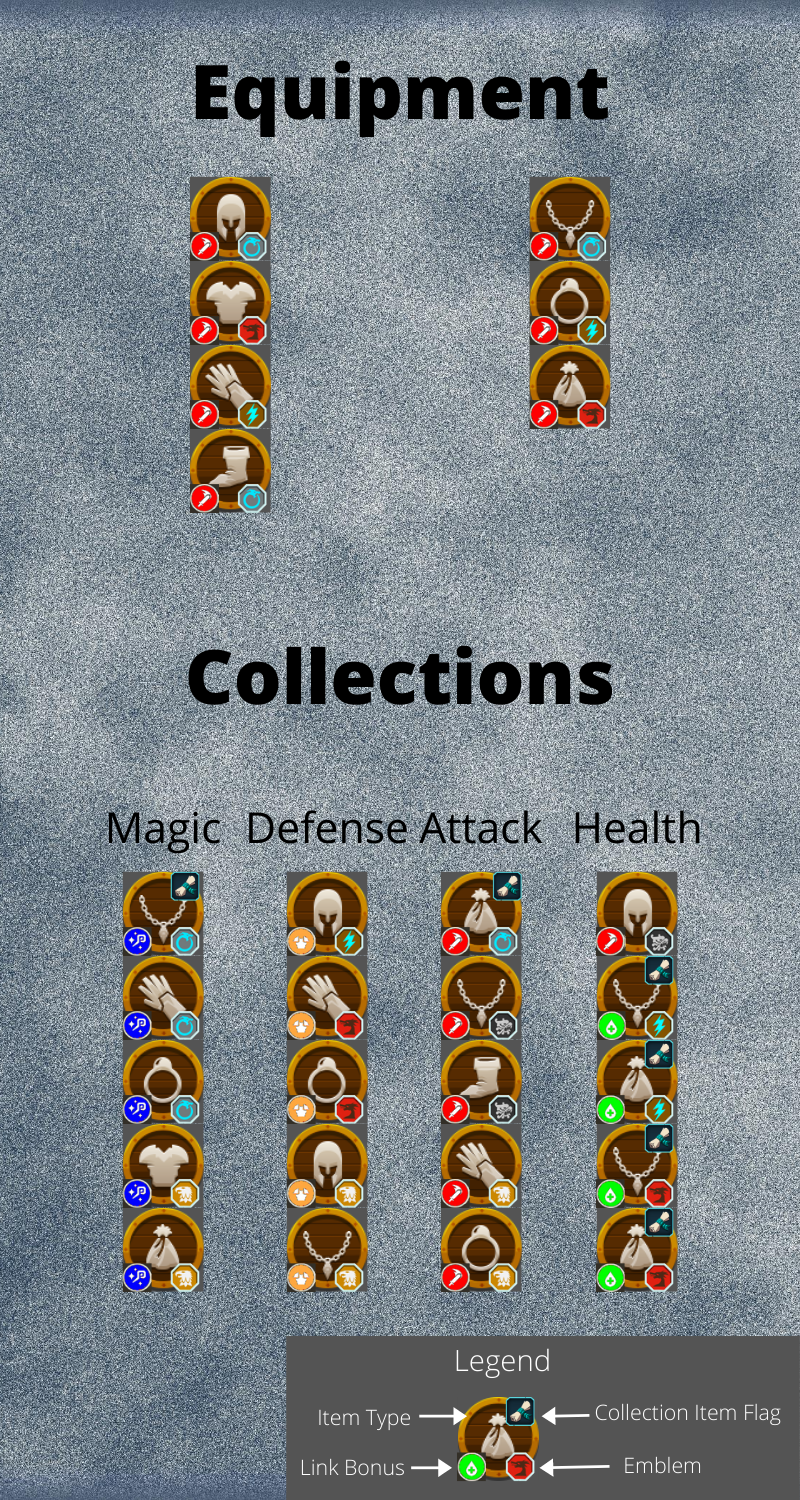 Equipment
Collections
Magic Defense Attack Health
Legend
Item Type
Collection Item Flag
Link Bonus
Emblem